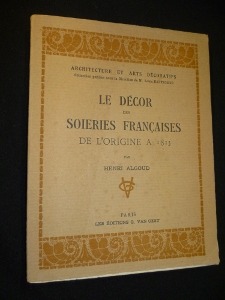 ARCHITECTURE ET ARTS DÉCORATIFS
LE DÉCOR
DES
SOIERIES FRANÇAISES
DE L'ORIGINE A 1815
PAR
HENRI ALGOUD
PARIS
LES ÉDITIONS G. VAN OEST